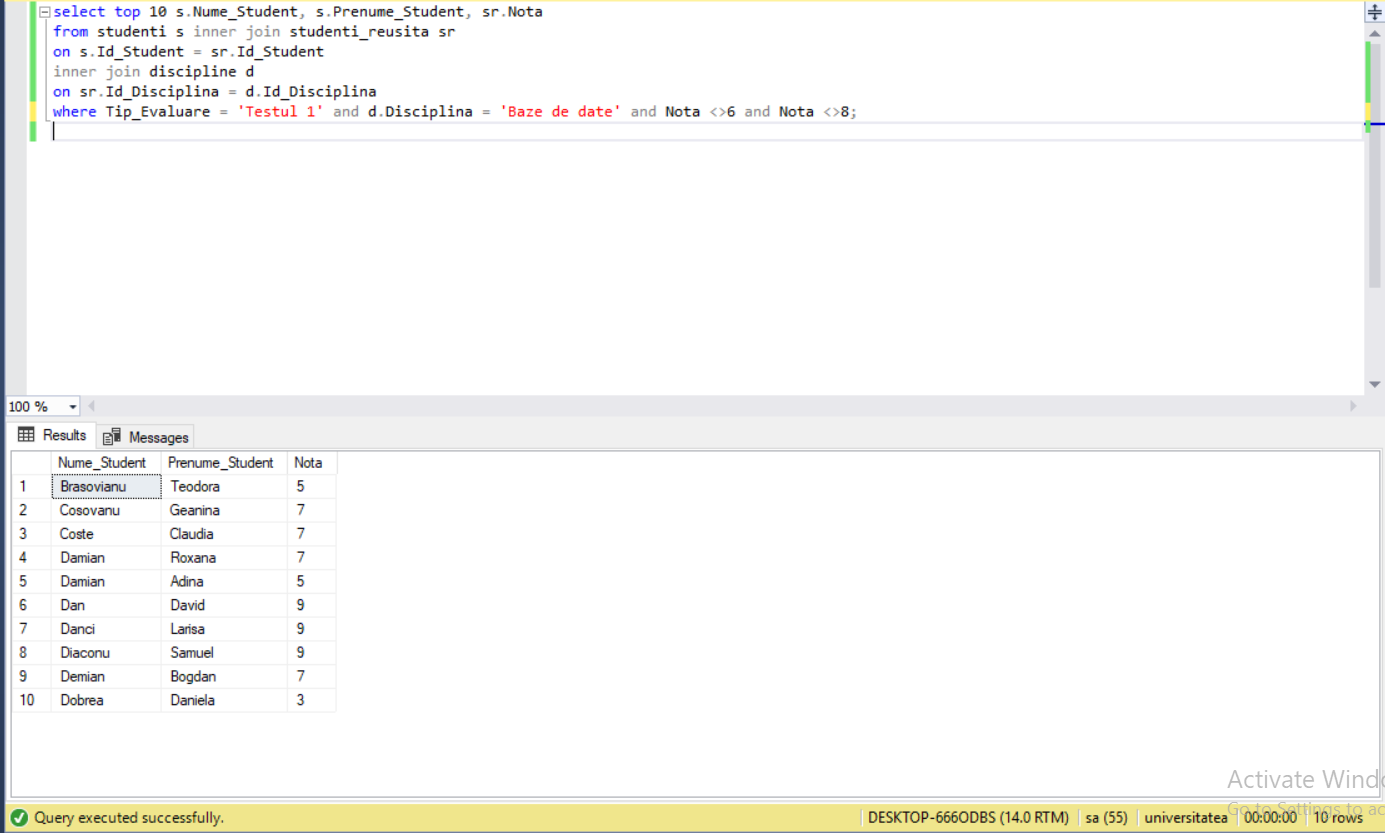 select top 10 s.Nume_Student, s.Prenume_Student, sr.Nota
from studenti s inner join studenti_reusita sr
on s.Id_Student = sr.Id_Student
inner join discipline d
on sr.Id_Disciplina = d.Id_Disciplina
where Tip_Evaluare = 'Testul 1' and d.Disciplina = 'Baze de date' and Nota <>6 and Nota <>8;
100 %
Results Messages
Nume_Student Prenume_Student Nota
1 Brasovianu Teodora 5
2 Cosovanu Geanina 7
3 Coste Claudia 7
4 Damian Roxana 7
5 Damian Adina 5
6 Dan David 9
7 Danci Larisa 9
8 Diaconu Samuel 9
9 Demian Bogdan 7
10 Dobrea Daniela 3
Activate Windo
Go to Settings to ac
Query executed successfully. DESKTOP-666ODBS (14.0 RTM) sa (55) universitatea 00:00:00 10 rows